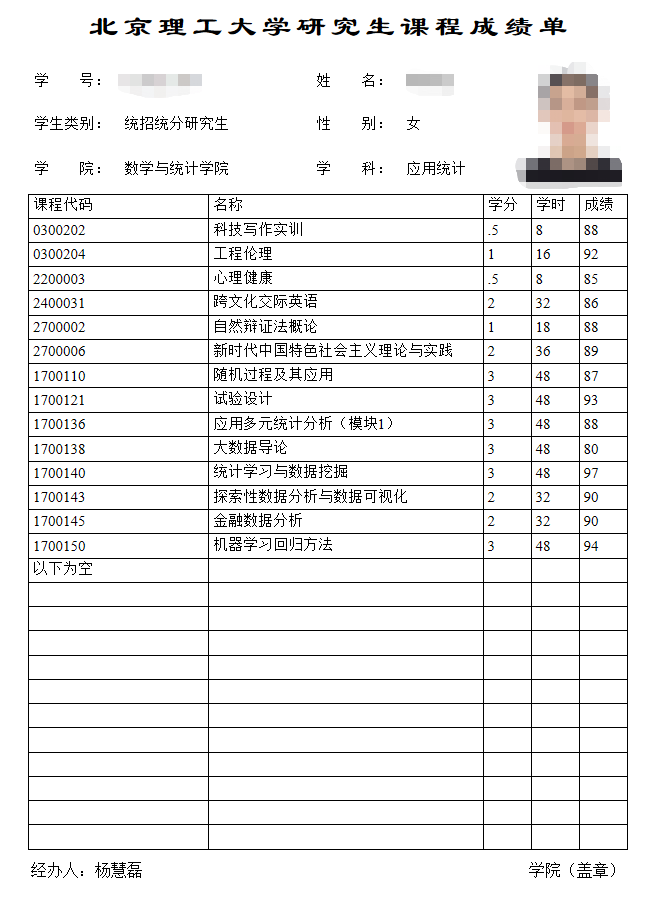 北京理工大学研究生课程成绩单
学 号： 姓 名：
学生类别： 统招统分研究生 性 别： 女
学 院： 数学与统计学院 学 科： 应用统计
课程代码 名称 学分 学时 成绩
0300202 科技写作实训 .5 8 88
0300204 工程伦理 1 16 92
2200003 心理健康 .5 8 85
2400031 跨文化交际英语 2 32 86
2700002 自然辩证法概论 1 18 88
2700006 新时代中国特色社会主义理论与实践 2 36 89
1700110 随机过程及其应用 3 48 87
1700121 试验设计 3 48 93
1700136 应用多元统计分析（模块1） 3 48 88
1700138 大数据导论 3 48 80
1700140 统计学习与数据挖掘 3 48 97
1700143 探索性数据分析与数据可视化 2 32 90
1700145 金融数据分析 2 32 90
1700150 机器学习回归方法 3 48 94
以下为空
经办人：杨慧磊 学院（盖章）